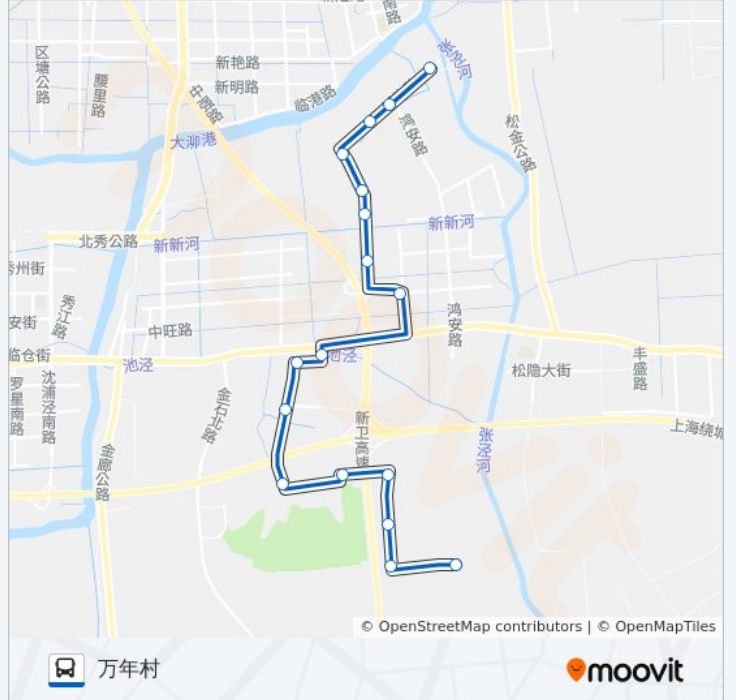 南路
张泾河
区塘公路
腰里路
新艳路
新明路
中强路
临港路
大泖港
鸿安路
松金公路
北秀公路
新新河
新新河
秀州街
秀江路
安街
中旺路
鸿安路
临仓街
池泾
池泾
松隐大街
丰盛路
罗星南路
沈浦泾南路
金石北路
新卫高速
上海绕城
张泾河
金廊公路
© OpenStreetMap contributors | © OpenMapTiles
万年村
moovit